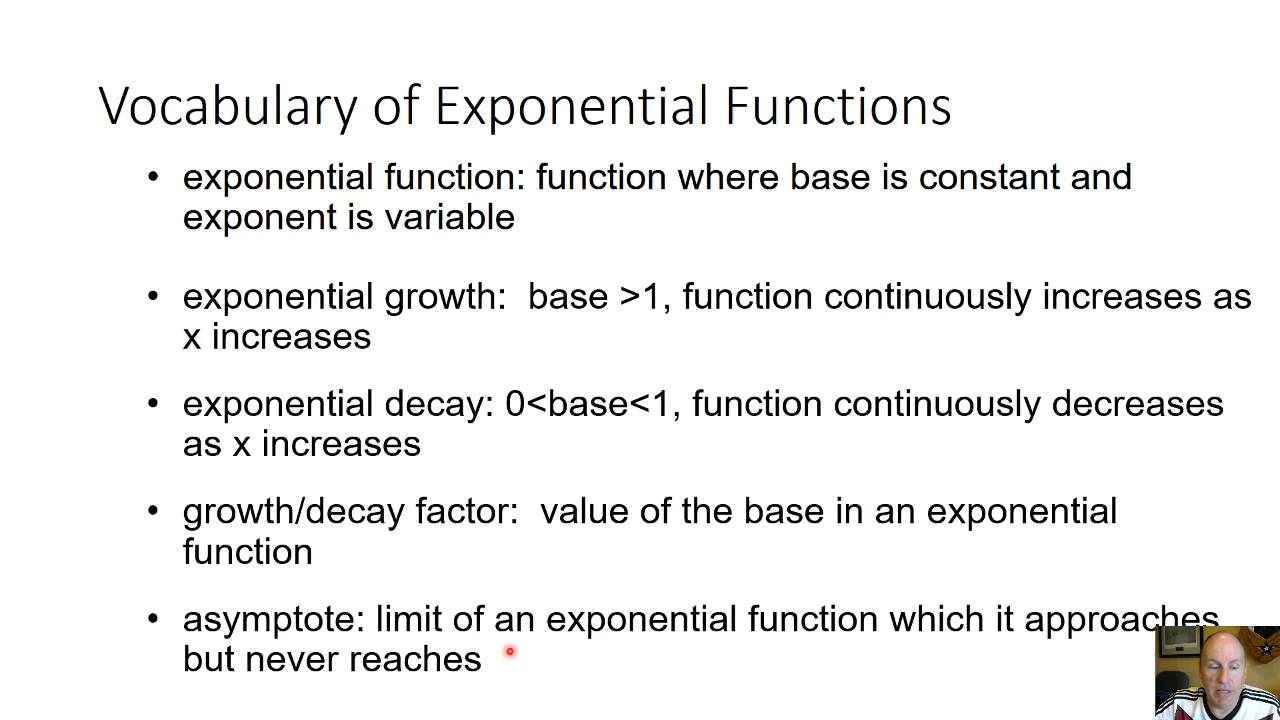 Vocabulary of Exponential Functions
• exponential function: function where base is constant and
exponent is variable
• exponential growth:  base >1, function continuously increases as
x increases
• exponential decay: 0<base<1, function continuously decreases
as x increases
• growth/decay factor:  value of the base in an exponential
function
• asymptote: limit of an exponential function which it approaches
but never reaches